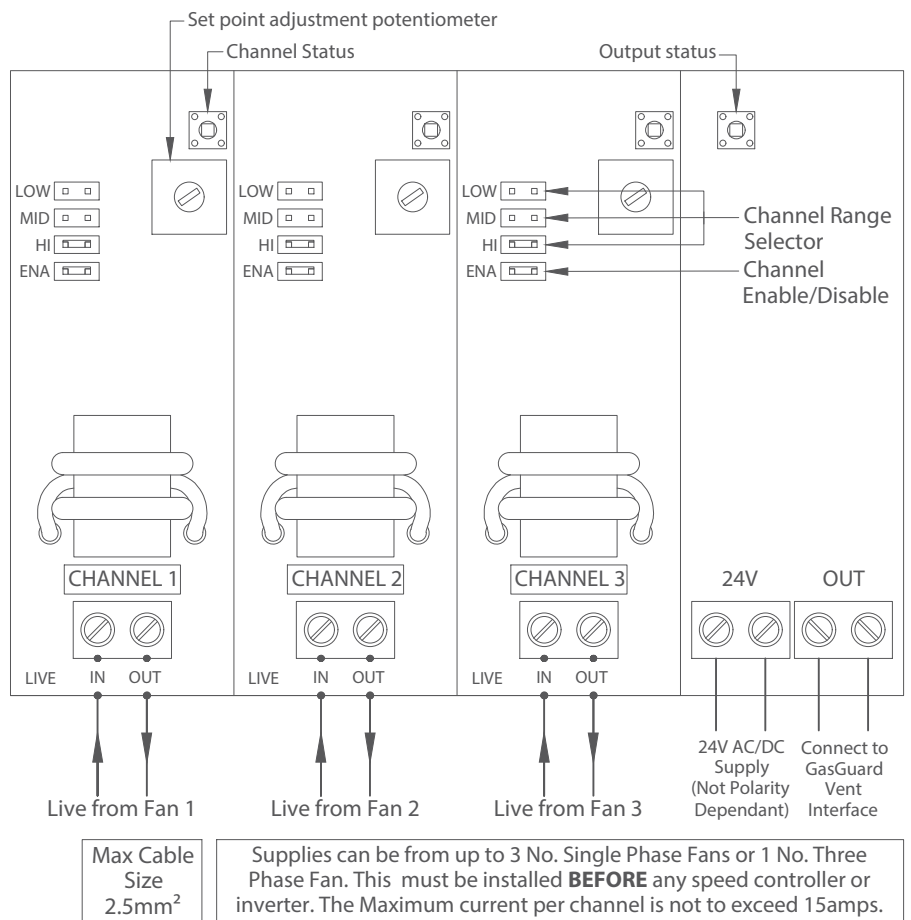 Set point adjustment potentiometer
Channel Status
Output status
LOW
MID
HI
ENA
LOW
MID
HI
ENA
LOW
MID
HI
ENA
Channel Range
Selector
Channel
Enable/Disable
CHANNEL 1
CHANNEL 2
CHANNEL 3
24V
OUT
LIVE IN OUT
LIVE IN OUT
LIVE IN OUT
Live from Fan 1
Live from Fan 2
Live from Fan 3
24V AC/DC
Supply
(Not Polarity
Dependant)
Connect to
GasGuard
Vent
Interface
Max Cable
Size
2.5mm²
Supplies can be from up to 3 No. Single Phase Fans or 1 No. Three
Phase Fan. This must be installed BEFORE any speed controller or
inverter. The Maximum current per channel is not to exceed 15amps.